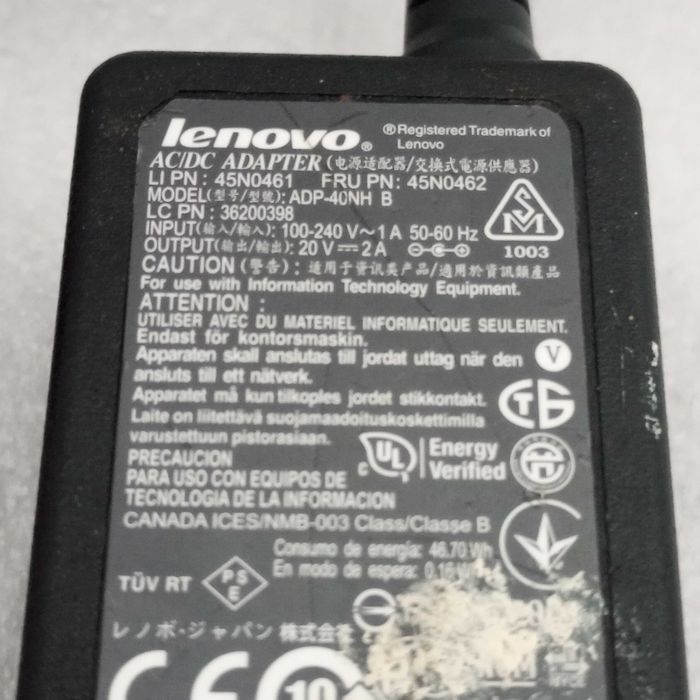 lenovo® ® Registered Trademark of Lenovo
AC/DC ADAPTER (电源适配器/交換式電源供應器)
LI PN : 45N0461 FRU PN: 45N0462
MODEL(型号/型號): ADP-40NH B
LC PN : 36200398
INPUT(输入/輸入): 100-240 V~1 A 50-60 Hz
OUTPUT(输出/輸出): 20 V⎓2 A
S M
1003
CAUTION (警告) : 适用于资讯类产品/適用於資訊類產品
For use with Information Technology Equipment.
ATTENTION :
UTILISER AVEC DU MATERIEL INFORMATIQUE SEULEMENT.
Endast för kontorsmaskin.
Apparaten skall anslutas till jordat uttag när den
ansluts till ett nätverk.
V
Apparatet må kun tilkoples jordet stikkontakt.
Laite on liitettävä suojamaadoituskoskettimilla
varustettuun pistorasiaan.
PRECAUCION
PARA USO CON EQUIPOS DE
TECNOLOGIA DE LA INFORMACION
c UL Energy Verified
CANADA ICES/NMB-003 Class/Classe B
Consumo de energía: 46.70 Wh
En modo de espera: 0.16 W
TÜV RT PSE
レノボ・ジャパン 株式会社
CE 10